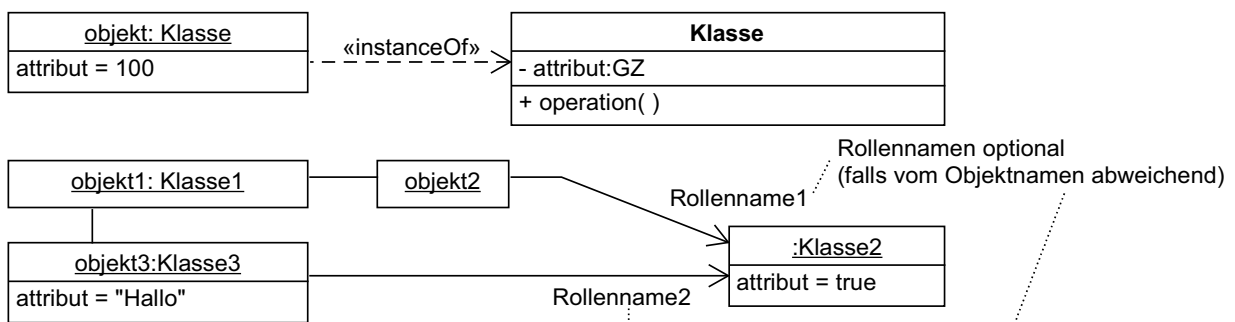 objekt: Klasse
attribut = 100
«instanceOf»
Klasse
- attribut:GZ
+ operation( )
Rollennamen optional
(falls vom Objektnamen abweichend)
objekt1: Klasse1
objekt2
Rollenname1
objekt3:Klasse3
attribut = "Hallo"
:Klasse2
attribut = true
Rollenname2